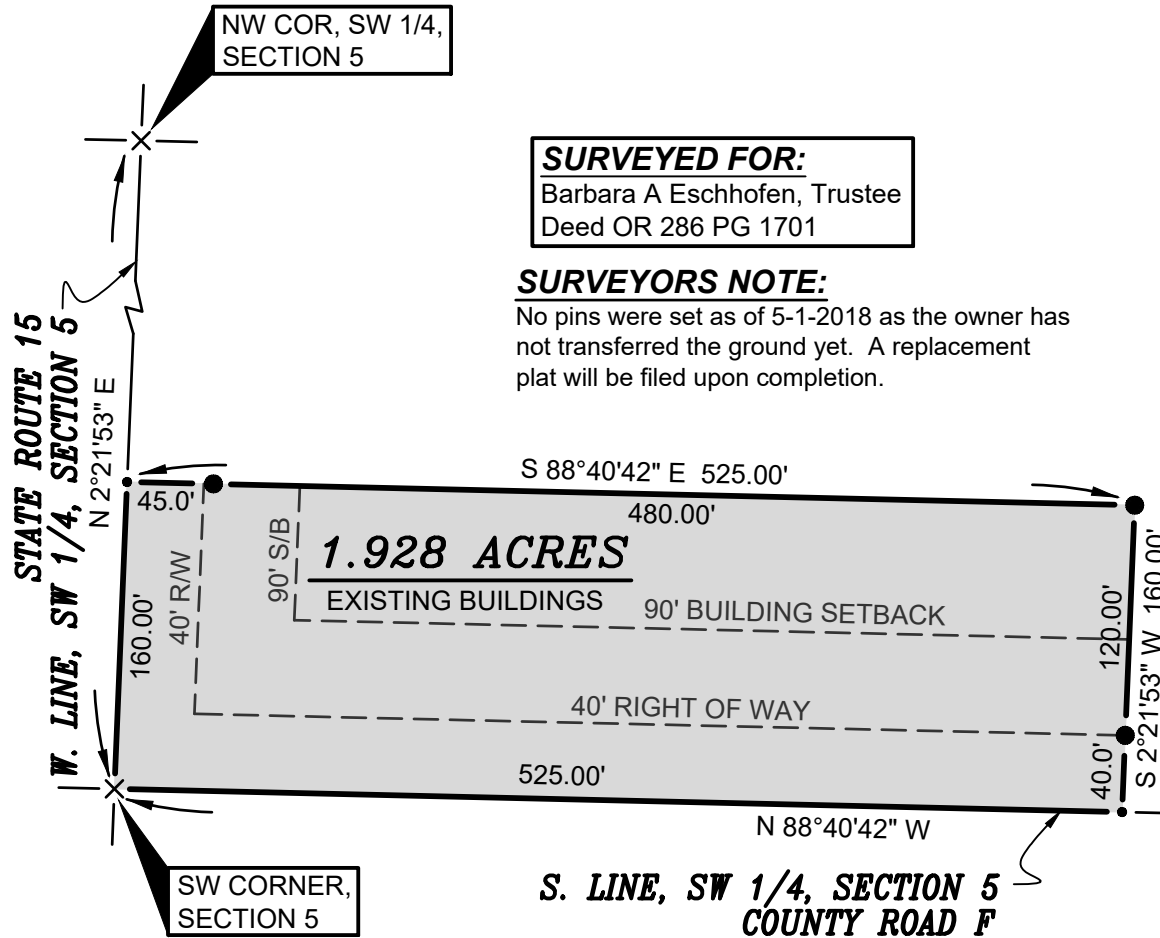 NW COR, SW 1/4,
SECTION 5
SURVEYED FOR:
Barbara A Eschhofen, Trustee
Deed OR 286 PG 1701
SURVEYORS NOTE:
No pins were set as of 5-1-2018 as the owner has
not transferred the ground yet. A replacement
plat will be filed upon completion.
STATE ROUTE 15
W. LINE, SW 1/4, SECTION 5
N 2°21'53" E
160.00'
S 88°40'42" E 525.00'
45.0'
480.00'
40' R/W
90' S/B
1.928 ACRES
EXISTING BUILDINGS
90' BUILDING SETBACK
40' RIGHT OF WAY
120.00'
40.0'
S 2°21'53" W 160.00'
525.00'
N 88°40'42" W
SW CORNER,
SECTION 5
S. LINE, SW 1/4, SECTION 5
COUNTY ROAD F